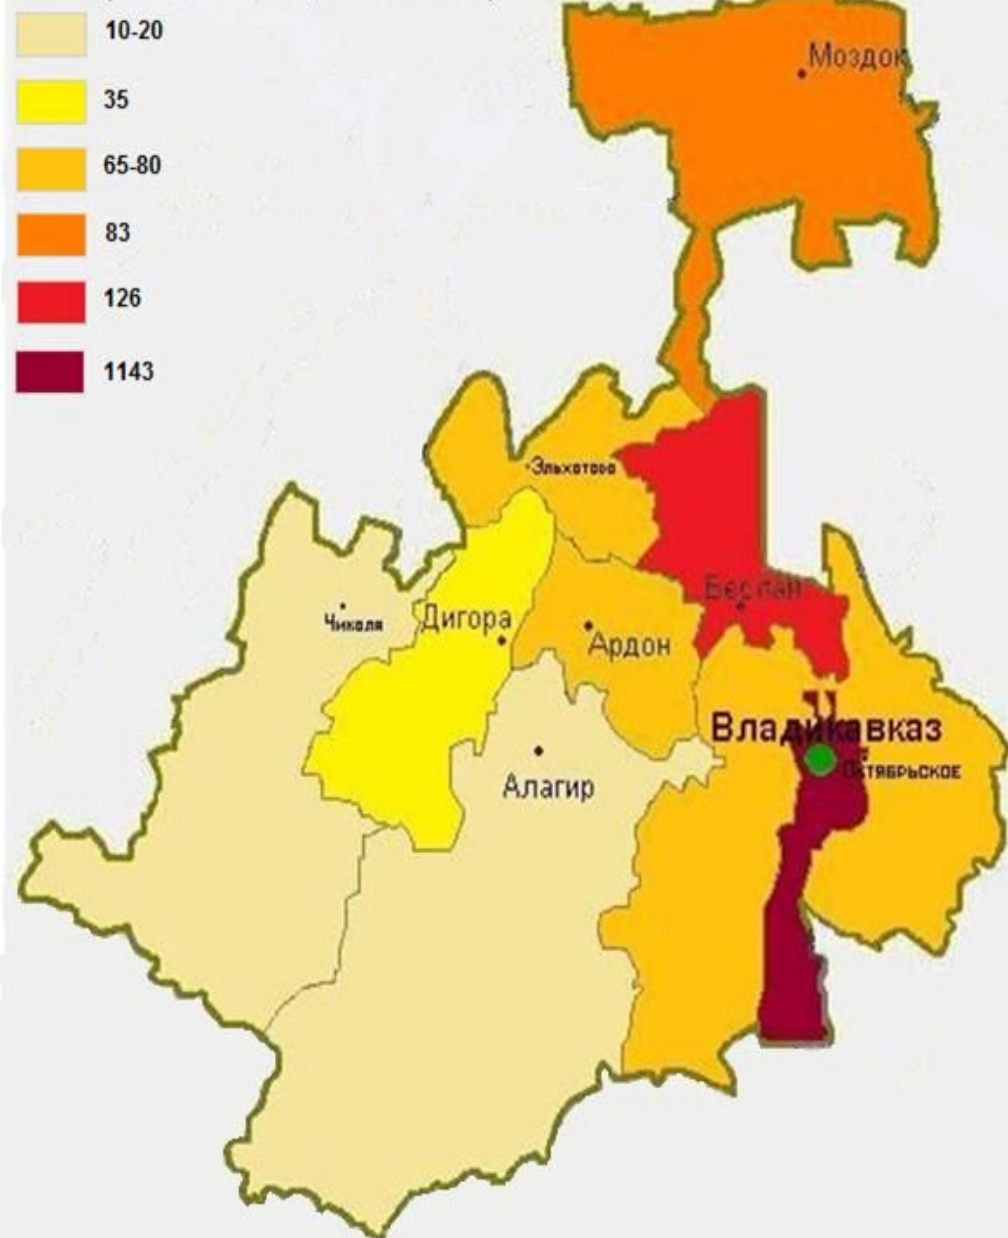 10-20
35
65-80
83
126
1143
Моздок
Эльхотово
Беслан
Чиколя
Дигора
Ардон
Владикавказ
Октябрьское
Алагир